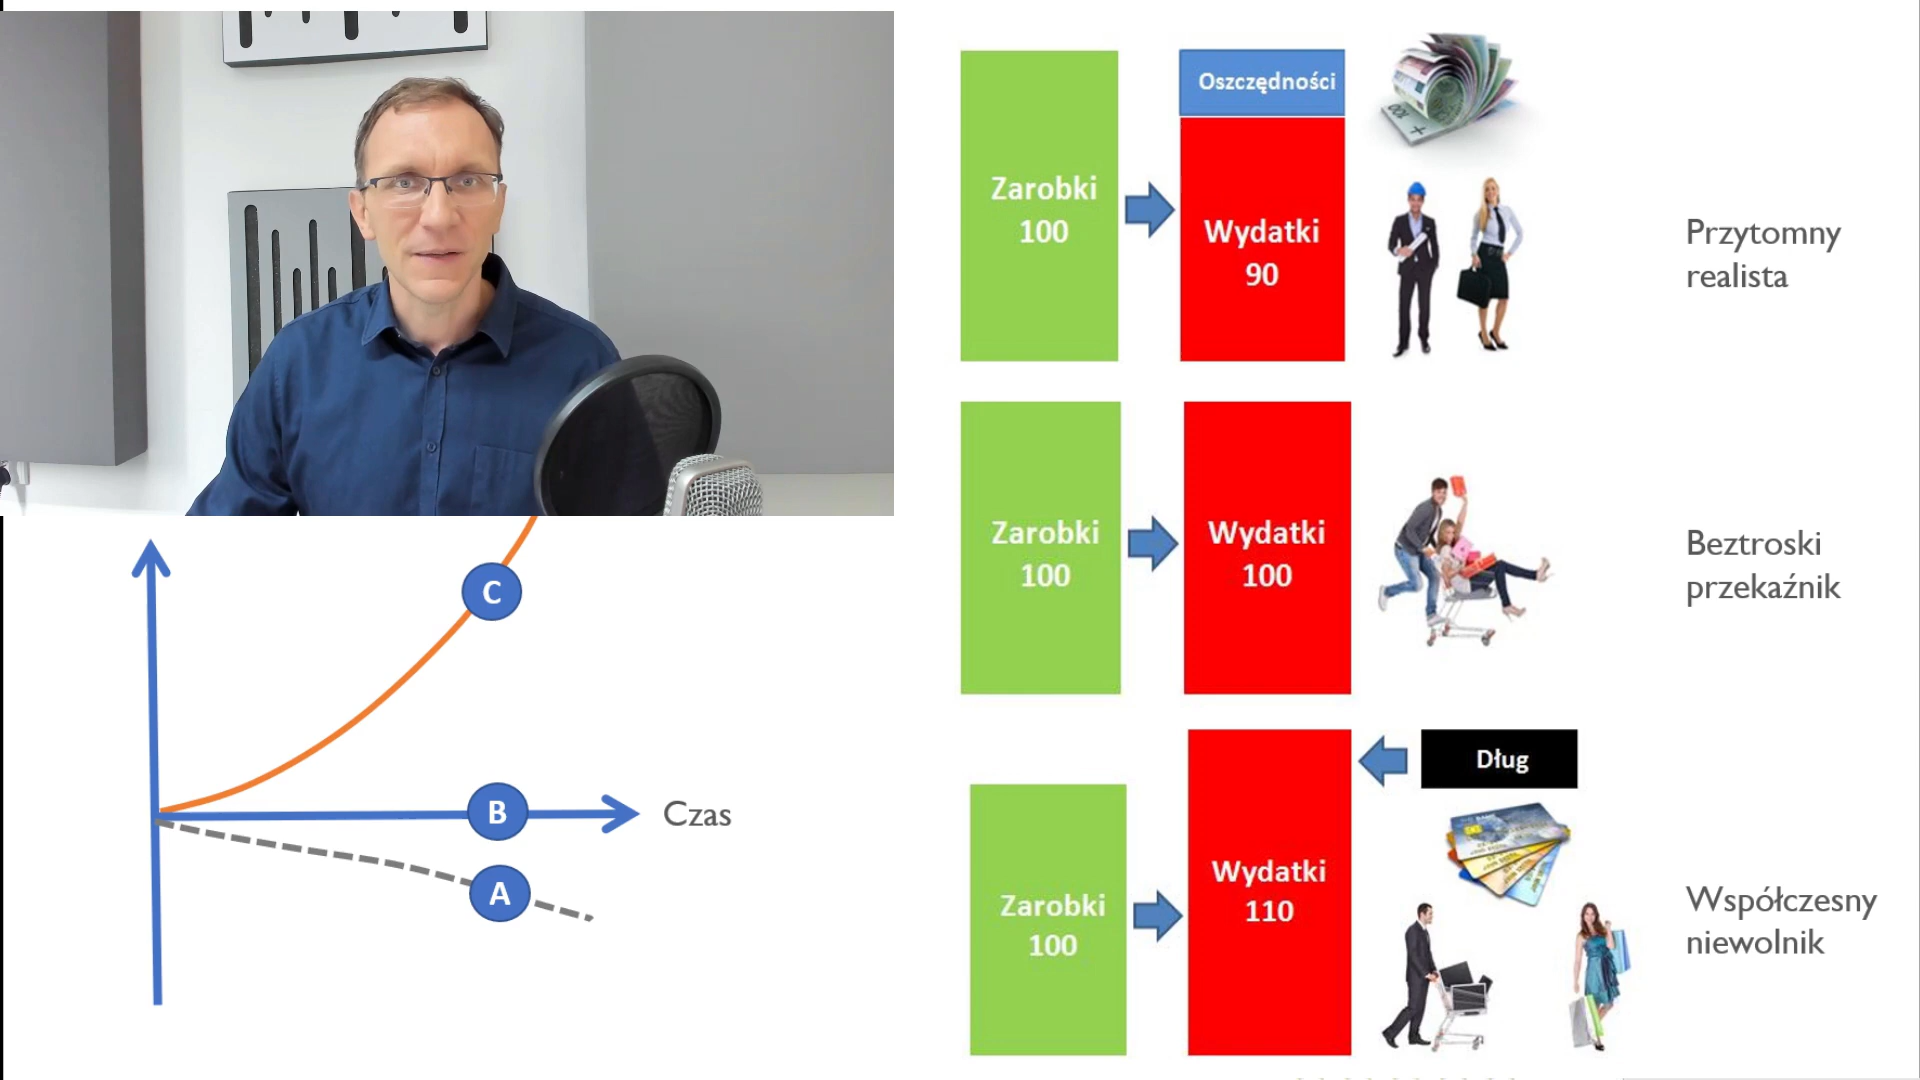 Oszczędności
Zarobki
100
Wydatki
90
Przytomny
realista
Zarobki
100
Wydatki
100
Beztroski
przekaźnik
Dług
Zarobki
100
Wydatki
110
Współczesny
niewolnik
C
B
Czas
A